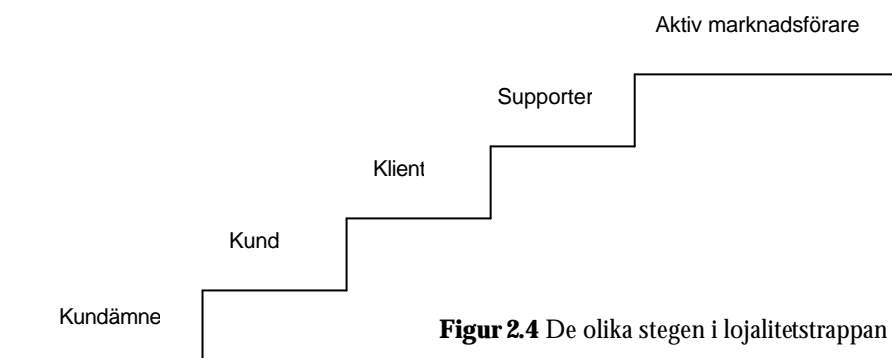 Aktiv marknadsförare
Supporter
Klient
Kund
Kundämne
Figur 2.4 De olika stegen i lojalitetstrappan